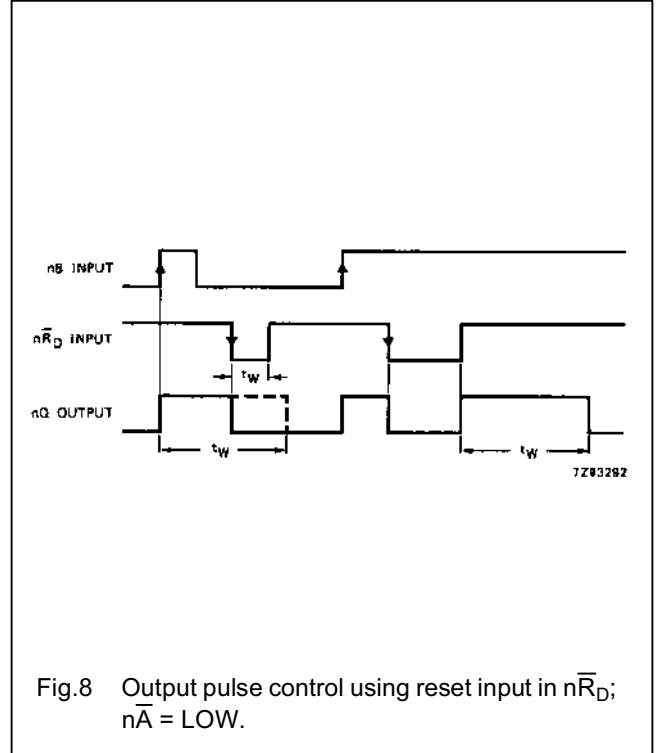 nB INPUT
nR̅D INPUT
tW
nQ OUTPUT
tW
tW
7Z83292
Fig.8 Output pulse control using reset input in nR̅D;
nA̅ = LOW.